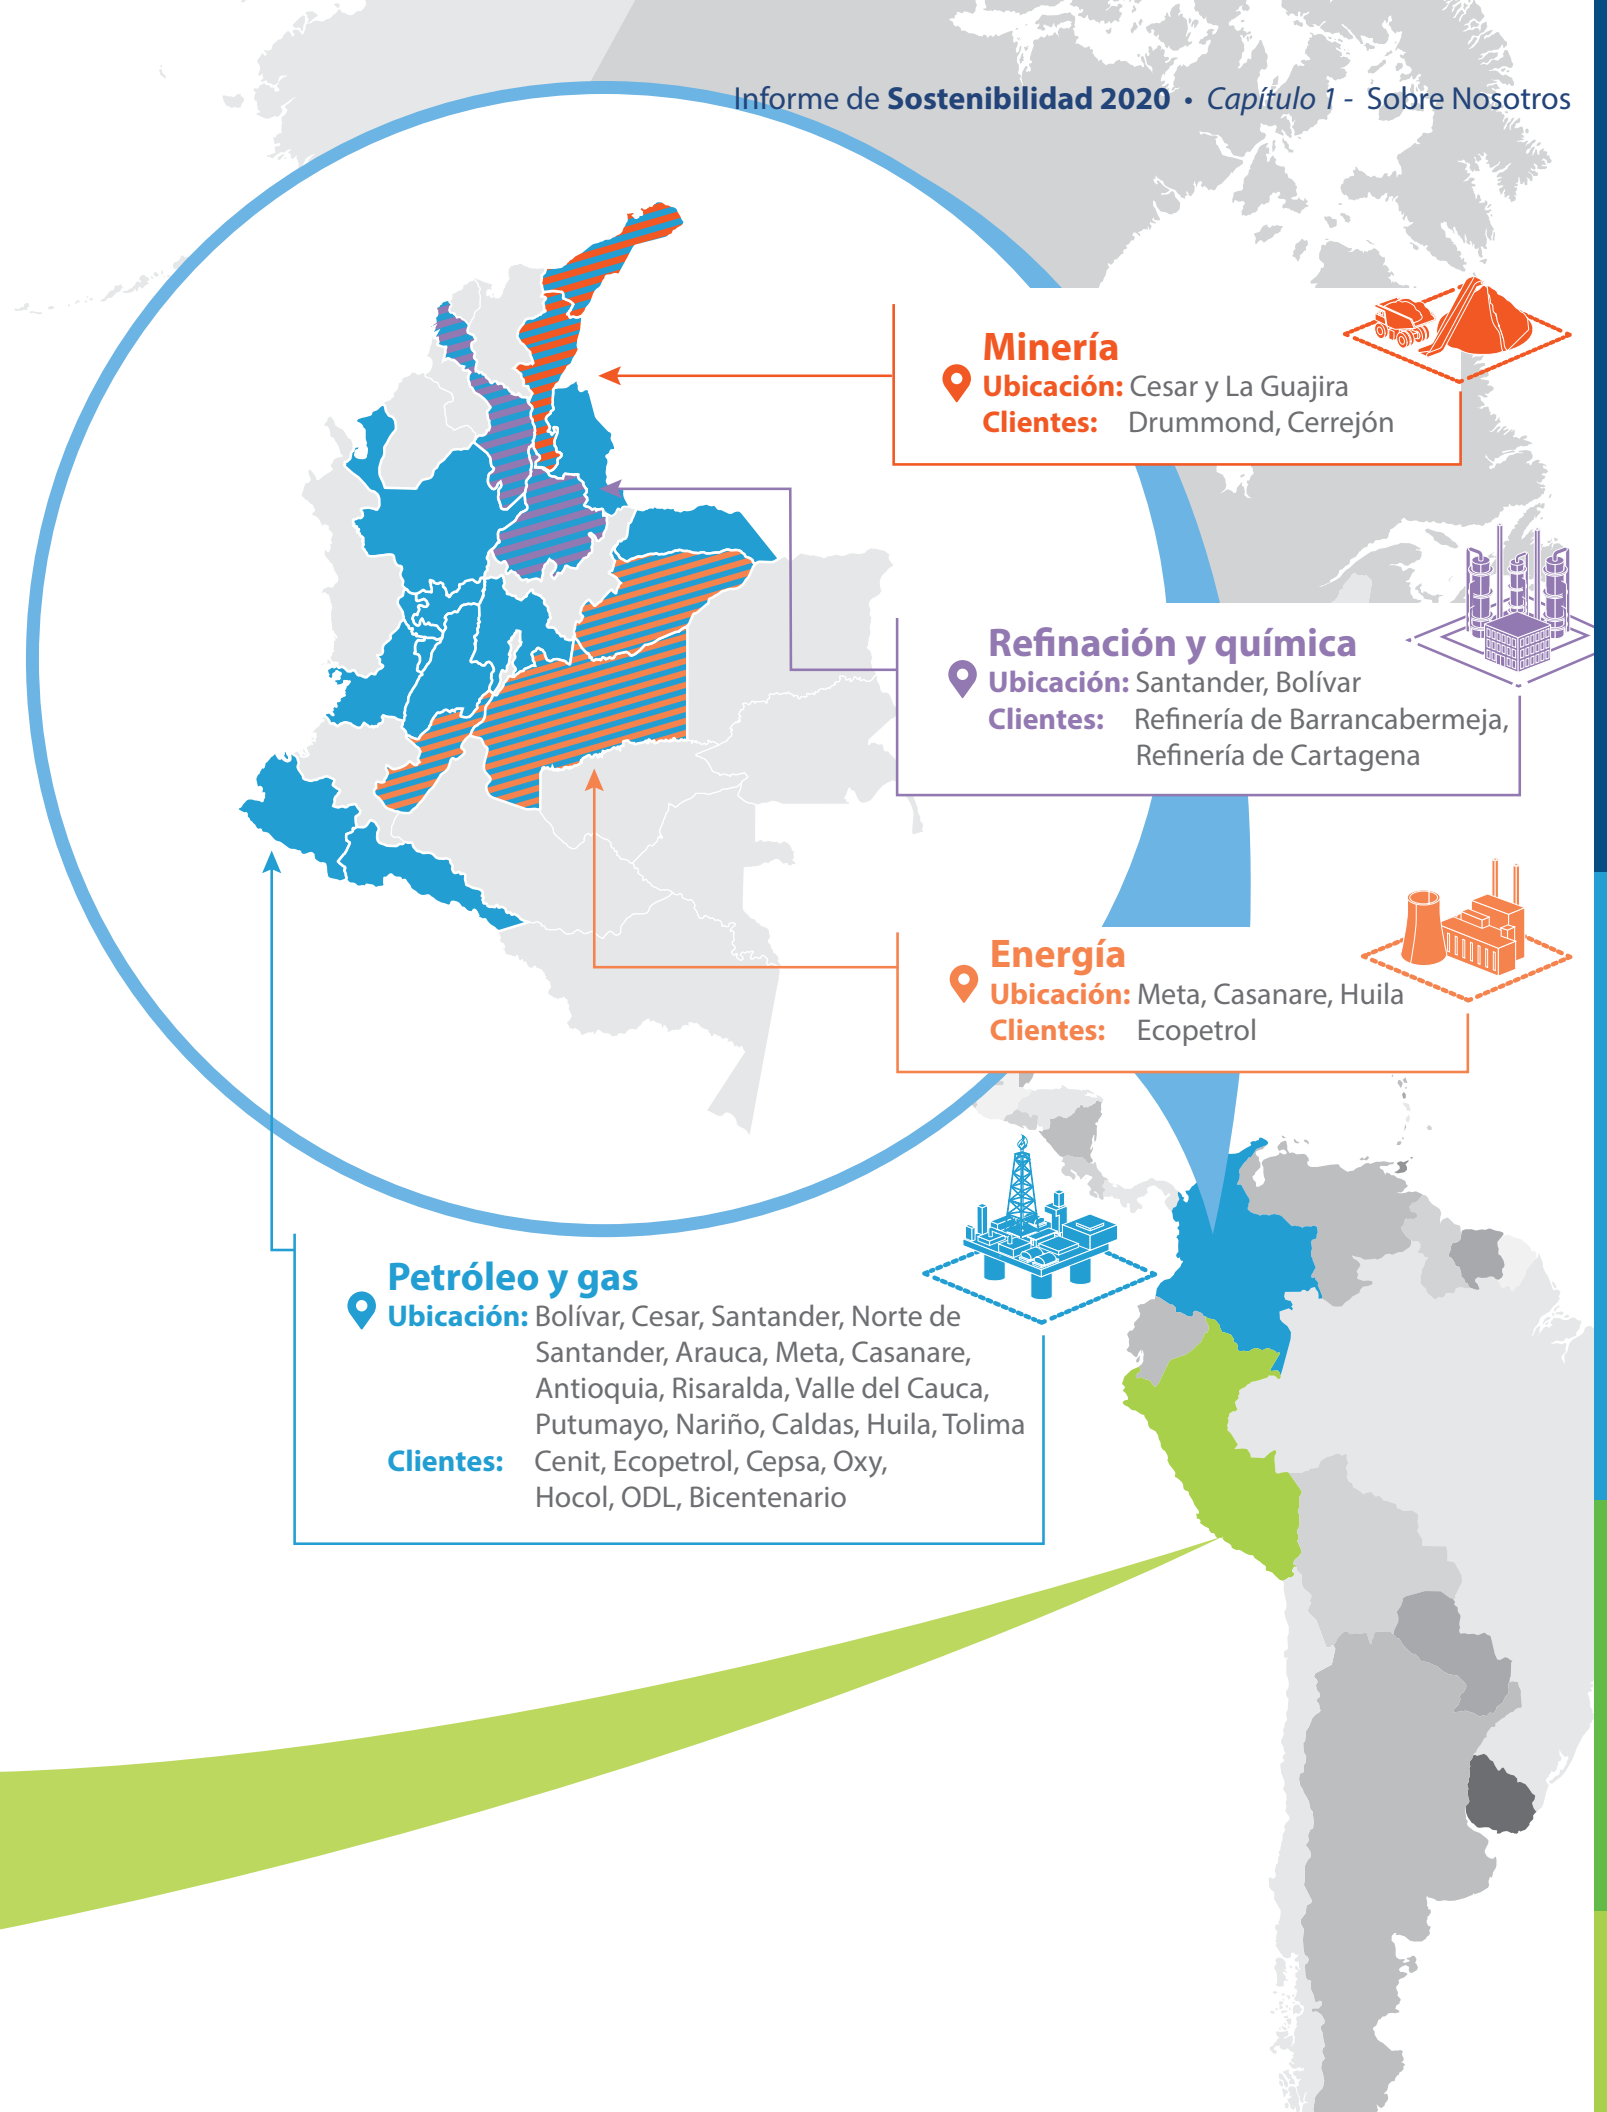 Informe de Sostenibilidad 2020 • Capítulo 1 - Sobre Nosotros
Minería
Ubicación: Cesar y La Guajira
Clientes: Drummond, Cerrejón
Refinación y química
Ubicación: Santander, Bolívar
Clientes: Refinería de Barrancabermeja,
Refinería de Cartagena
Energía
Ubicación: Meta, Casanare, Huila
Clientes: Ecopetrol
Petróleo y gas
Ubicación: Bolívar, Cesar, Santander, Norte de
Santander, Arauca, Meta, Casanare,
Antioquia, Risaralda, Valle del Cauca,
Putumayo, Nariño, Caldas, Huila, Tolima
Clientes: Cenit, Ecopetrol, Cepsa, Oxy,
Hocol, ODL, Bicentenario